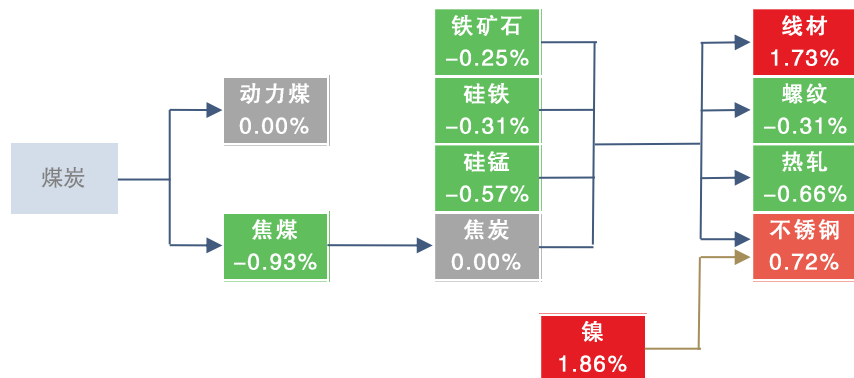 煤炭
动力煤
0.00%
焦煤
-0.93%
铁矿石
-0.25%
硅铁
-0.31%
硅锰
-0.57%
焦炭
0.00%
镍
1.86%
线材
1.73%
螺纹
-0.31%
热轧
-0.66%
不锈钢
0.72%